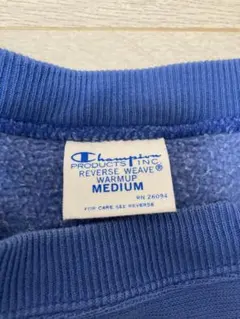 Champion
PRODUCTS INC.
REVERSE WEAVE®
WARMUP
MEDIUM
RN 26094
FOR CARE SEE REVERSE